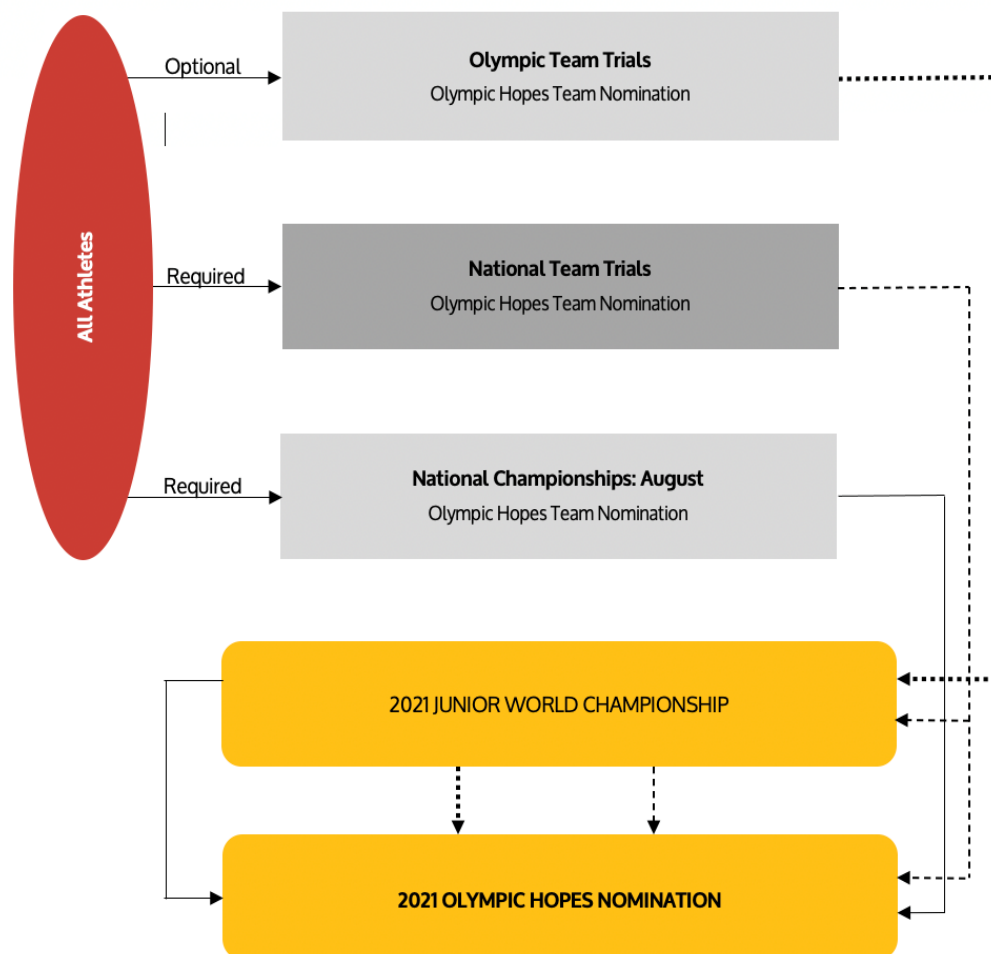 All Athletes
Optional
Olympic Team Trials
Olympic Hopes Team Nomination
Required
National Team Trials
Olympic Hopes Team Nomination
Required
National Championships: August
Olympic Hopes Team Nomination
2021 JUNIOR WORLD CHAMPIONSHIP
2021 OLYMPIC HOPES NOMINATION